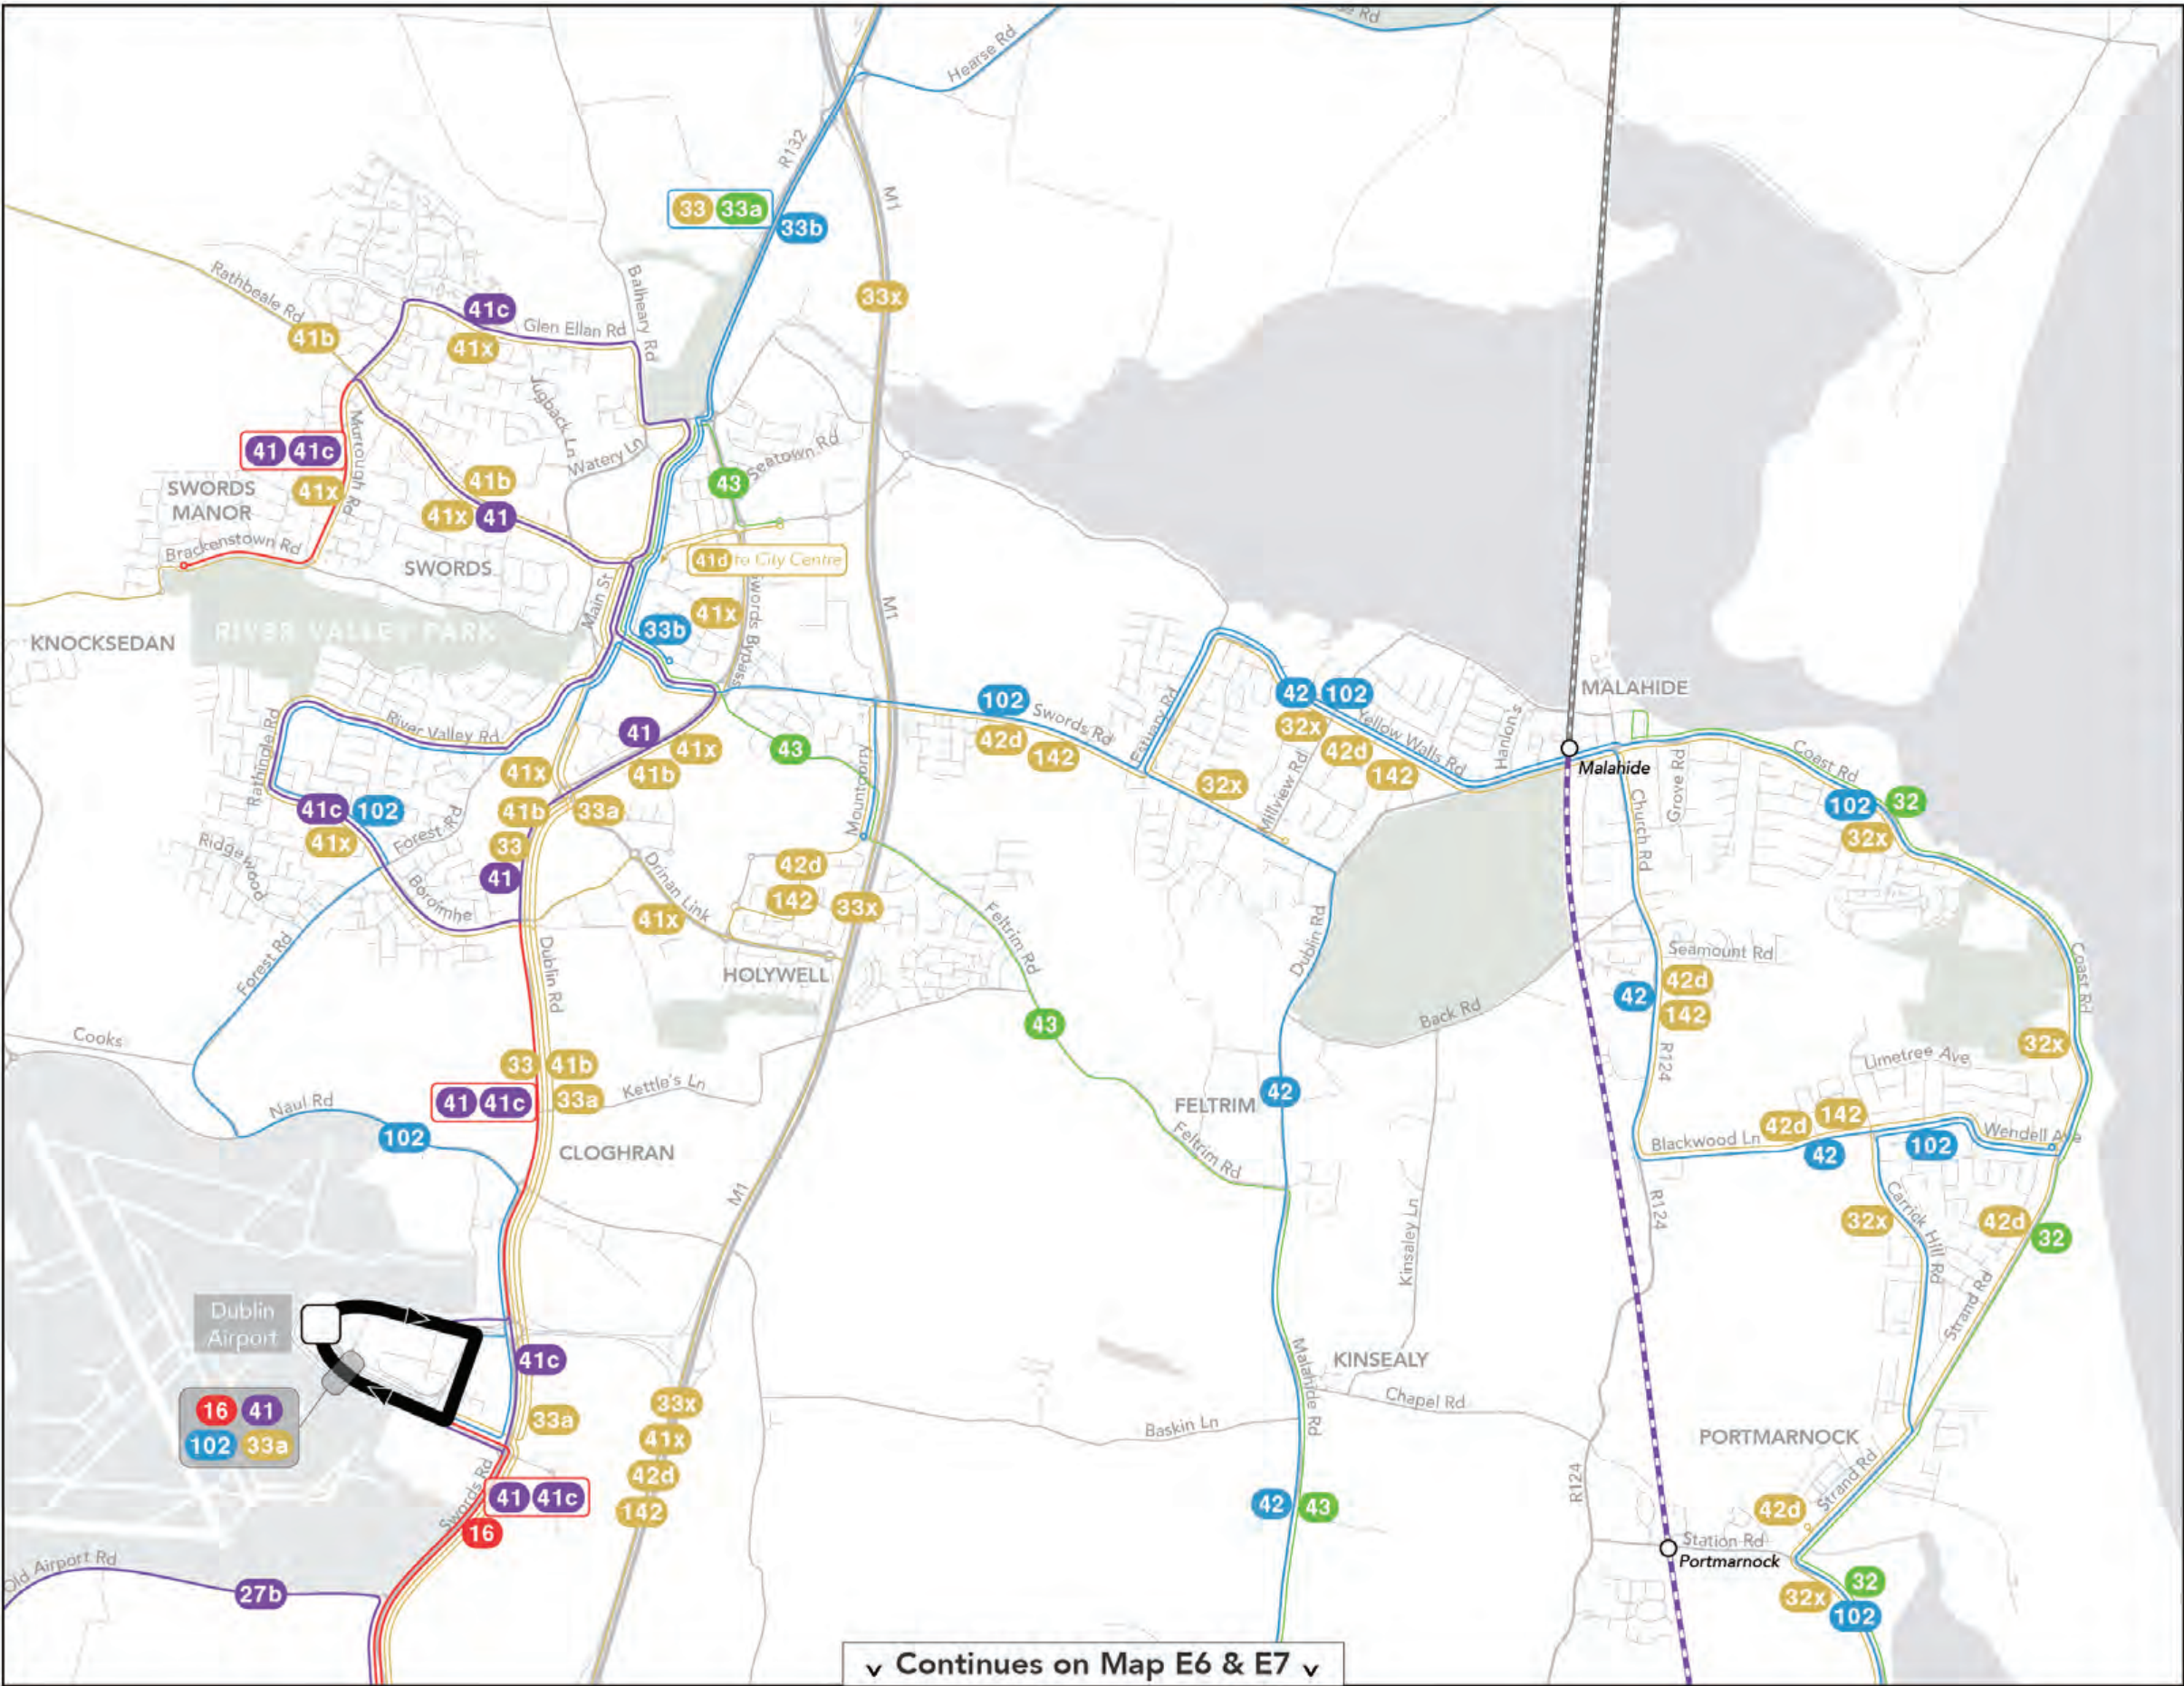 Hearse Rd
R132
M1
33 33a
33b
33x
Rathbeale Rd
41b
41c
Glen Ellan Rd
41x
Balheary Rd
Jugback Ln
Watery Ln
Murrough Rd
41 41c
41x
SWORDS
MANOR
Brackenstown Rd
41b
41x 41
SWORDS
43
Seatown Rd
41d to City Centre
Main St
41x
Swords Bypass
M1
33b
KNOCKSEDAN
RIVER VALLEY PARK
Rathingle Rd
River Valley Rd
41
41x
41b
43
41x
41b
33a
33
41
41c 102
41x
Forest Rd
Ridgewood
Boroimhe
Mountgorry
102
Swords Rd
42d
142
Estuary Rd
42 102
32x
Yellow Walls Rd
42d
142
32x
Millview Rd
Hanlon's
MALAHIDE
Malahide
Coast Rd
102 32
32x
Grove Rd
Church Rd
Drinan Link
41x
42d
142
33x
HOLYWELL
Feltrim Rd
Dublin Rd
Forest Rd
Dublin Rd
Seamount Rd
42d
42
142
Coast Rd
Back Rd
43
Cooks
32x
Limetree Ave
R124
33 41b
41 41c
33a
Kettle's Ln
Naul Rd
102
CLOGHRAN
FELTRIM
42
Feltrim Rd
Blackwood Ln
42d
142
42
102
Wendell Ave
M1
R124
Kinsaley Ln
32x
Carrick Hill Rd
42d
32
Strand Rd
Dublin
Airport
41c
16 41
102 33a
33a
33x
41x
42d
142
Swords Rd
41 41c
16
Malahide Rd
KINSEALY
Chapel Rd
Baskin Ln
42 43
R124
PORTMARNOCK
Strand Rd
42d
Station Rd
Portmarnock
32
32x
102
Old Airport Rd
27b
Continues on Map E6 & E7